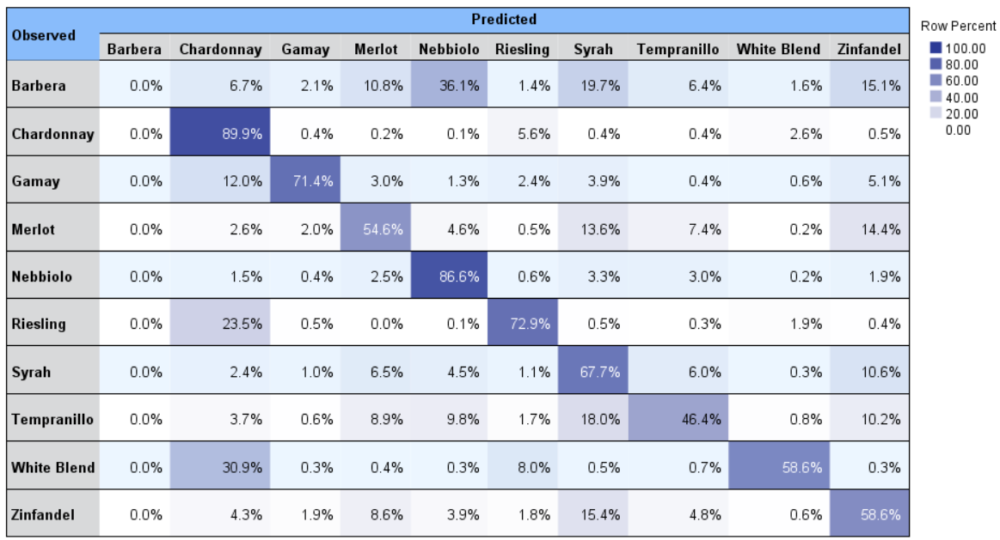 Predicted
Observed
Barbera Chardonnay Gamay Merlot Nebbiolo Riesling Syrah Tempranillo White Blend Zinfandel
Barbera 0.0% 6.7% 2.1% 10.8% 36.1% 1.4% 19.7% 6.4% 1.6% 15.1%
Chardonnay 0.0% 89.9% 0.4% 0.2% 0.1% 5.6% 0.4% 0.4% 2.6% 0.5%
Gamay 0.0% 12.0% 71.4% 3.0% 1.3% 2.4% 3.9% 0.4% 0.6% 5.1%
Merlot 0.0% 2.6% 2.0% 54.6% 4.6% 0.5% 13.6% 7.4% 0.2% 14.4%
Nebbiolo 0.0% 1.5% 0.4% 2.5% 86.6% 0.6% 3.3% 3.0% 0.2% 1.9%
Riesling 0.0% 23.5% 0.5% 0.0% 0.1% 72.9% 0.5% 0.3% 1.9% 0.4%
Syrah 0.0% 2.4% 1.0% 6.5% 4.5% 1.1% 67.7% 6.0% 0.3% 10.6%
Tempranillo 0.0% 3.7% 0.6% 8.9% 9.8% 1.7% 18.0% 46.4% 0.8% 10.2%
White Blend 0.0% 30.9% 0.3% 0.4% 0.3% 8.0% 0.5% 0.7% 58.6% 0.3%
Zinfandel 0.0% 4.3% 1.9% 8.6% 3.9% 1.8% 15.4% 4.8% 0.6% 58.6%
Row Percent
100.00
80.00
60.00
40.00
20.00
0.00